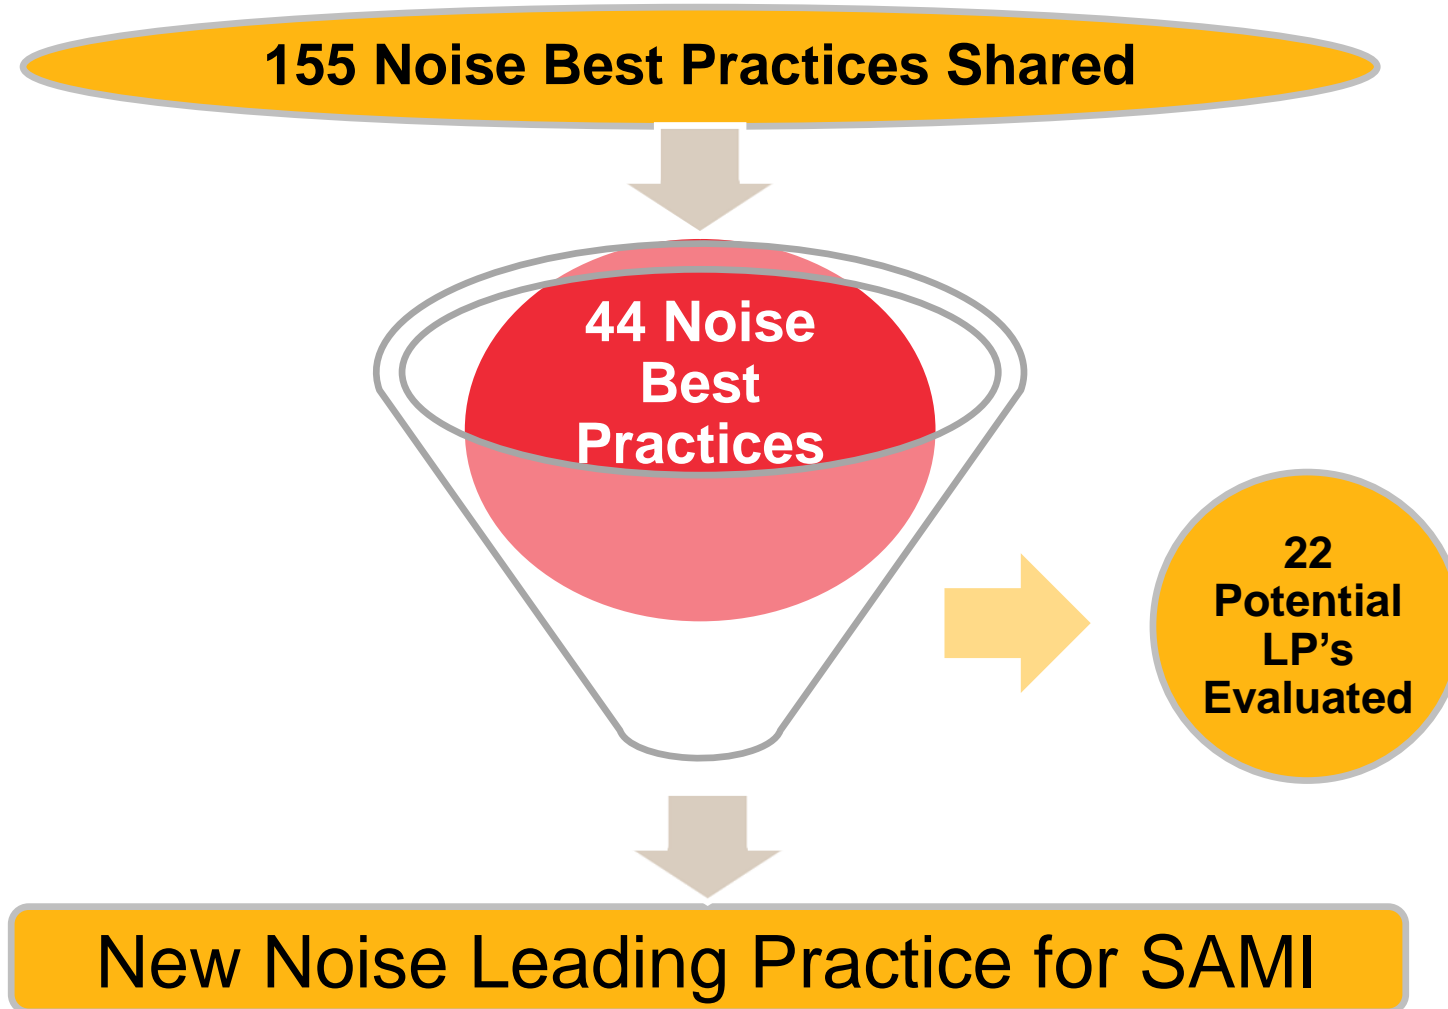 155 Noise Best Practices Shared
44 Noise
Best
Practices
22
Potential
LP’s
Evaluated
New Noise Leading Practice for SAMI